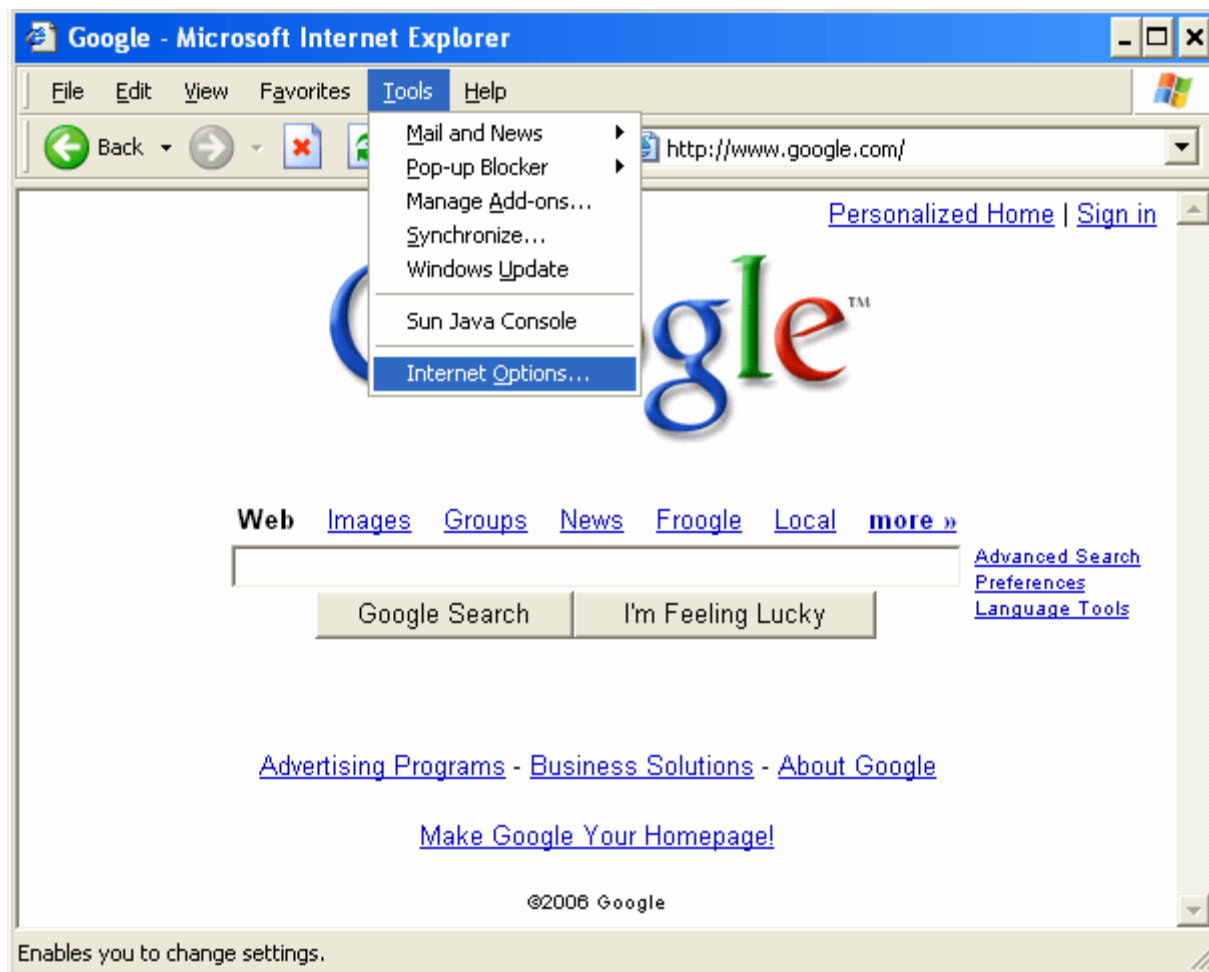 Google - Microsoft Internet Explorer
File Edit View Favorites Tools Help
Back http://www.google.com/
Mail and News
Pop-up Blocker
Manage Add-ons...
Synchronize...
Windows Update
Sun Java Console
Internet Options...
Personalized Home | Sign in
gle™
Web Images Groups News Froogle Local more »
Advanced Search
Preferences
Language Tools
Google Search I'm Feeling Lucky
Advertising Programs - Business Solutions - About Google
Make Google Your Homepage!
©2006 Google
Enables you to change settings.